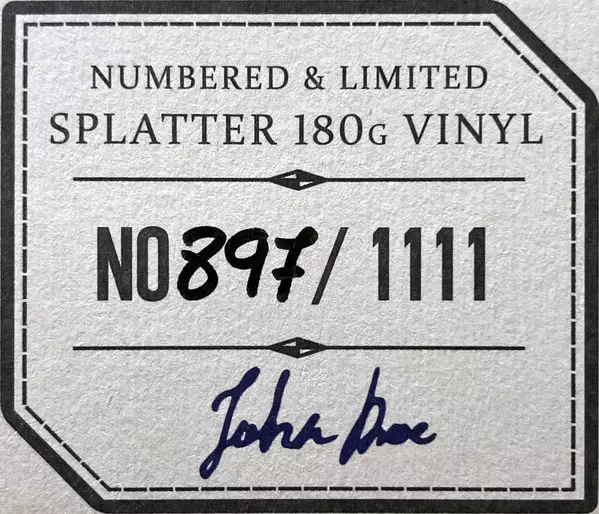 NUMBERED & LIMITED
SPLATTER 180G VINYL
NO897/ 1111
John Doe